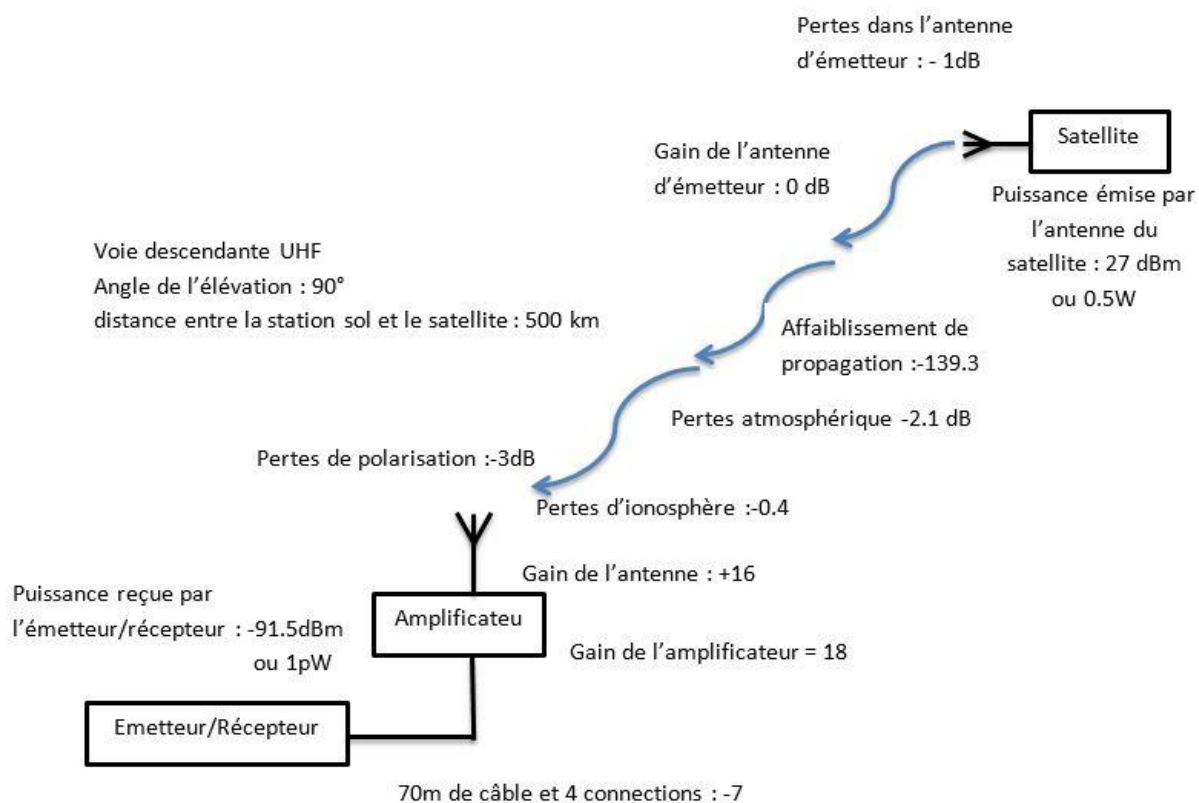 Pertes dans l'antenne
d'émetteur : - 1dB
Satellite
Gain de l'antenne
d'émetteur : 0 dB
Puissance émise par
l'antenne du
satellite : 27 dBm
ou 0.5W
Voie descendante UHF
Angle de l'élévation : 90°
distance entre la station sol et le satellite : 500 km
Affaiblissement de
propagation :-139.3
Pertes atmosphérique -2.1 dB
Pertes de polarisation :-3dB
Pertes d'ionosphère :-0.4
Gain de l'antenne : +16
Puissance reçue par
l'émetteur/récepteur : -91.5dBm
ou 1pW
Amplificateu
Gain de l'amplificateur = 18
Emetteur/Récepteur
70m de câble et 4 connections : -7